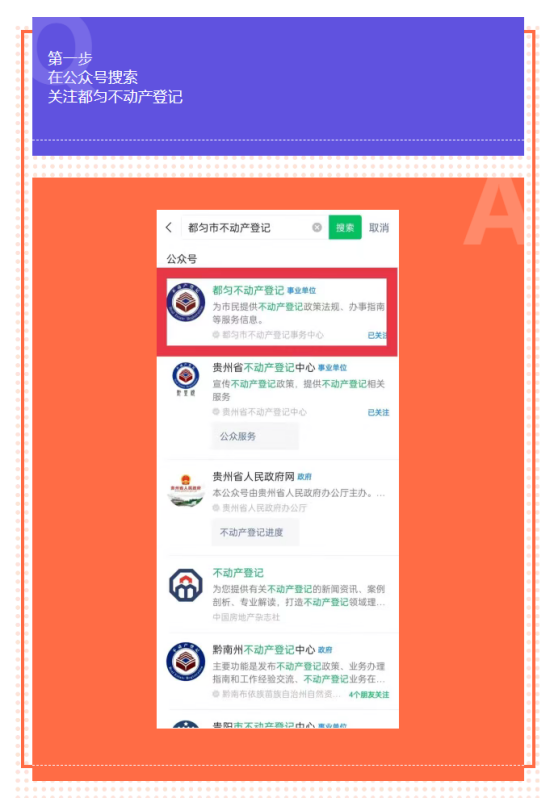 Q
第一步
在公众号搜索
关注都匀不动产登记
A
都匀市不动产登记
搜索
取消
公众号
都匀不动产登记 事业单位
为市民提供不动产登记政策法规、办事指南
等服务信息。
都匀市不动产登记事务中心
已关注
贵州省不动产登记中心 事业单位
宣传不动产登记政策，提供不动产登记相关
服务
贵州省不动产登记中心
已关注
公众服务
贵州省人民政府网 政府
本公众号由贵州省人民政府办公厅主办。...
贵州省人民政府办公厅
不动产登记进度
不动产登记
为您提供有关不动产登记的新闻资讯、案例
剖析、专业解读，打造不动产登记领域理...
中国房地产杂志社
黔南州不动产登记中心 政府
主要功能是发布不动产登记政策、业务办理
指南和工作经验交流、不动产登记业务在...
黔南布依族苗族自治州自然资...
4个朋友关注
贵阳市不动产登记中心 事业单位